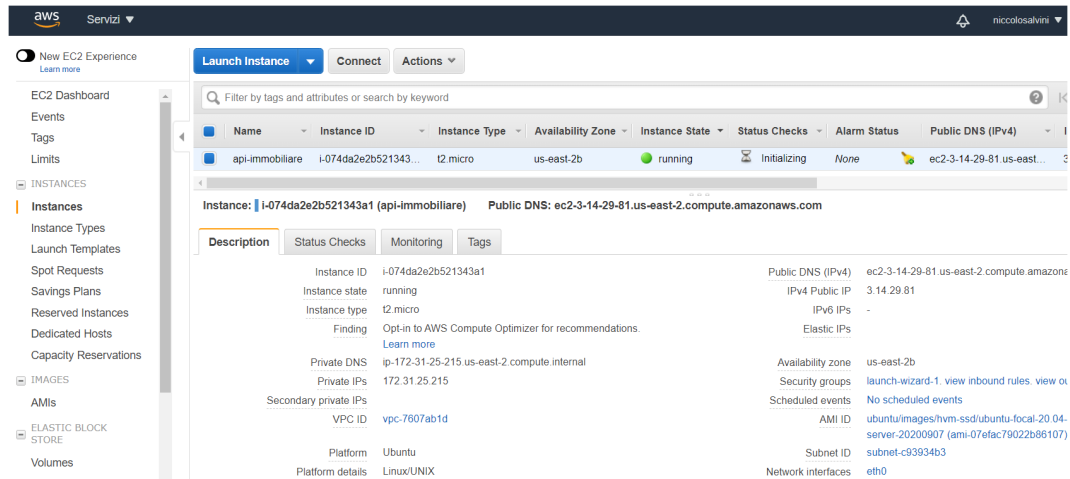 aws Servizi niccolosalvini
New EC2 Experience
Learn more
Launch Instance Connect Actions
EC2 Dashboard
Events
Tags
Limits
INSTANCES
Instances
Instance Types
Launch Templates
Spot Requests
Savings Plans
Reserved Instances
Dedicated Hosts
Capacity Reservations
IMAGES
AMIs
ELASTIC BLOCK
STORE
Volumes
Filter by tags and attributes or search by keyword
Name Instance ID Instance Type Availability Zone Instance State Status Checks Alarm Status Public DNS (IPv4)
api-immobiliare i-074da2e2b521343... t2.micro us-east-2b running Initializing None ec2-3-14-29-81.us-east... 3
Instance: i-074da2e2b521343a1 (api-immobiliare) Public DNS: ec2-3-14-29-81.us-east-2.compute.amazonaws.com
Description Status Checks Monitoring Tags
Instance ID i-074da2e2b521343a1 Public DNS (IPv4) ec2-3-14-29-81.us-east-2.compute.amazona
Instance state running IPv4 Public IP 3.14.29.81
Instance type t2.micro IPv6 IPs -
Finding Opt-in to AWS Compute Optimizer for recommendations. Elastic IPs
Learn more
Private DNS ip-172-31-25-215.us-east-2.compute.internal Availability zone us-east-2b
Private IPs 172.31.25.215 Security groups launch-wizard-1. view inbound rules. view ou
Secondary private IPs Scheduled events No scheduled events
VPC ID vpc-7607ab1d AMI ID ubuntu/images/hvm-ssd/ubuntu-focal-20.04-
server-20200907 (ami-07efac79022b86107)
Platform Ubuntu Subnet ID subnet-c93934b3
Platform details Linux/UNIX Network interfaces eth0